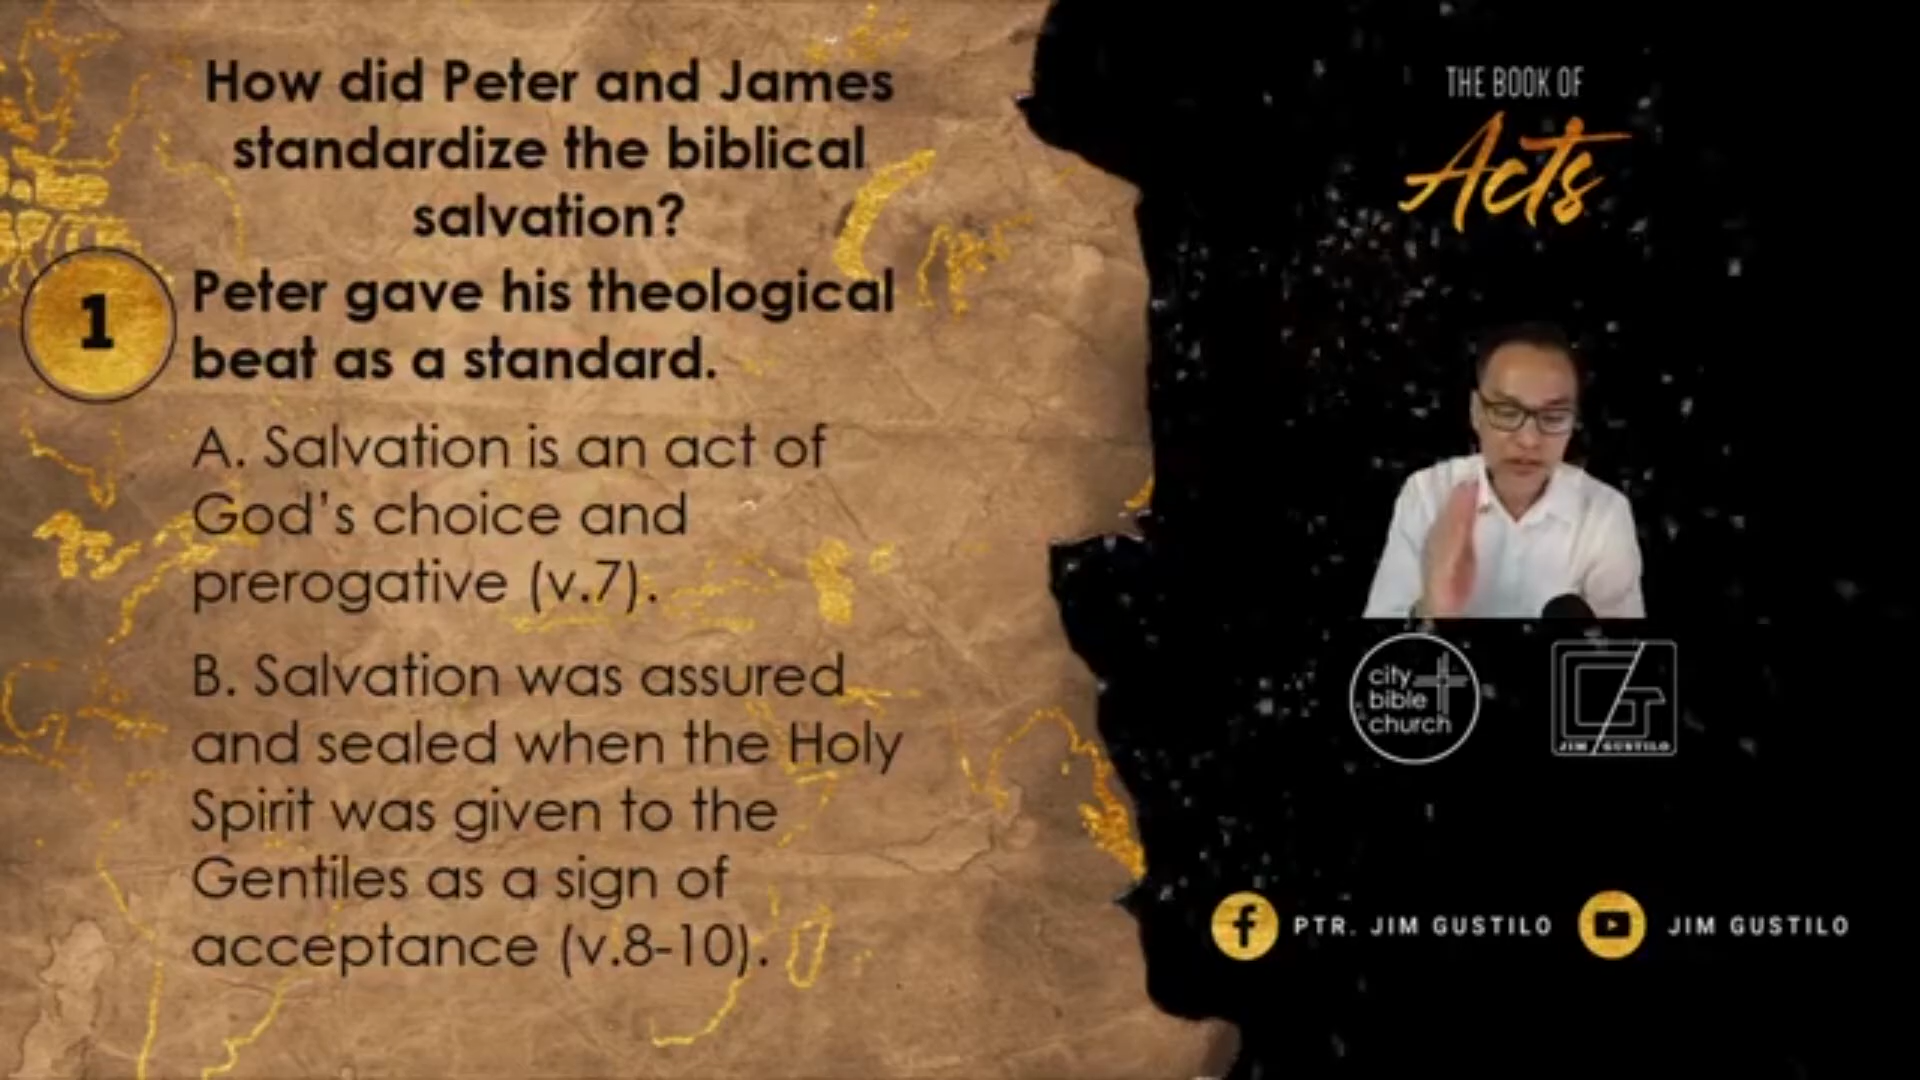 How did Peter and James
standardize the biblical
salvation?
1
Peter gave his theological
beat as a standard.
A. Salvation is an act of
God's choice and
prerogative (v.7).
B. Salvation was assured
and sealed when the Holy
Spirit was given to the
Gentiles as a sign of
acceptance (v.8-10).
THE BOOK OF
Acts
city
bible
church
JIM GUSTILO
PTR. JIM GUSTILO
JIM GUSTILO